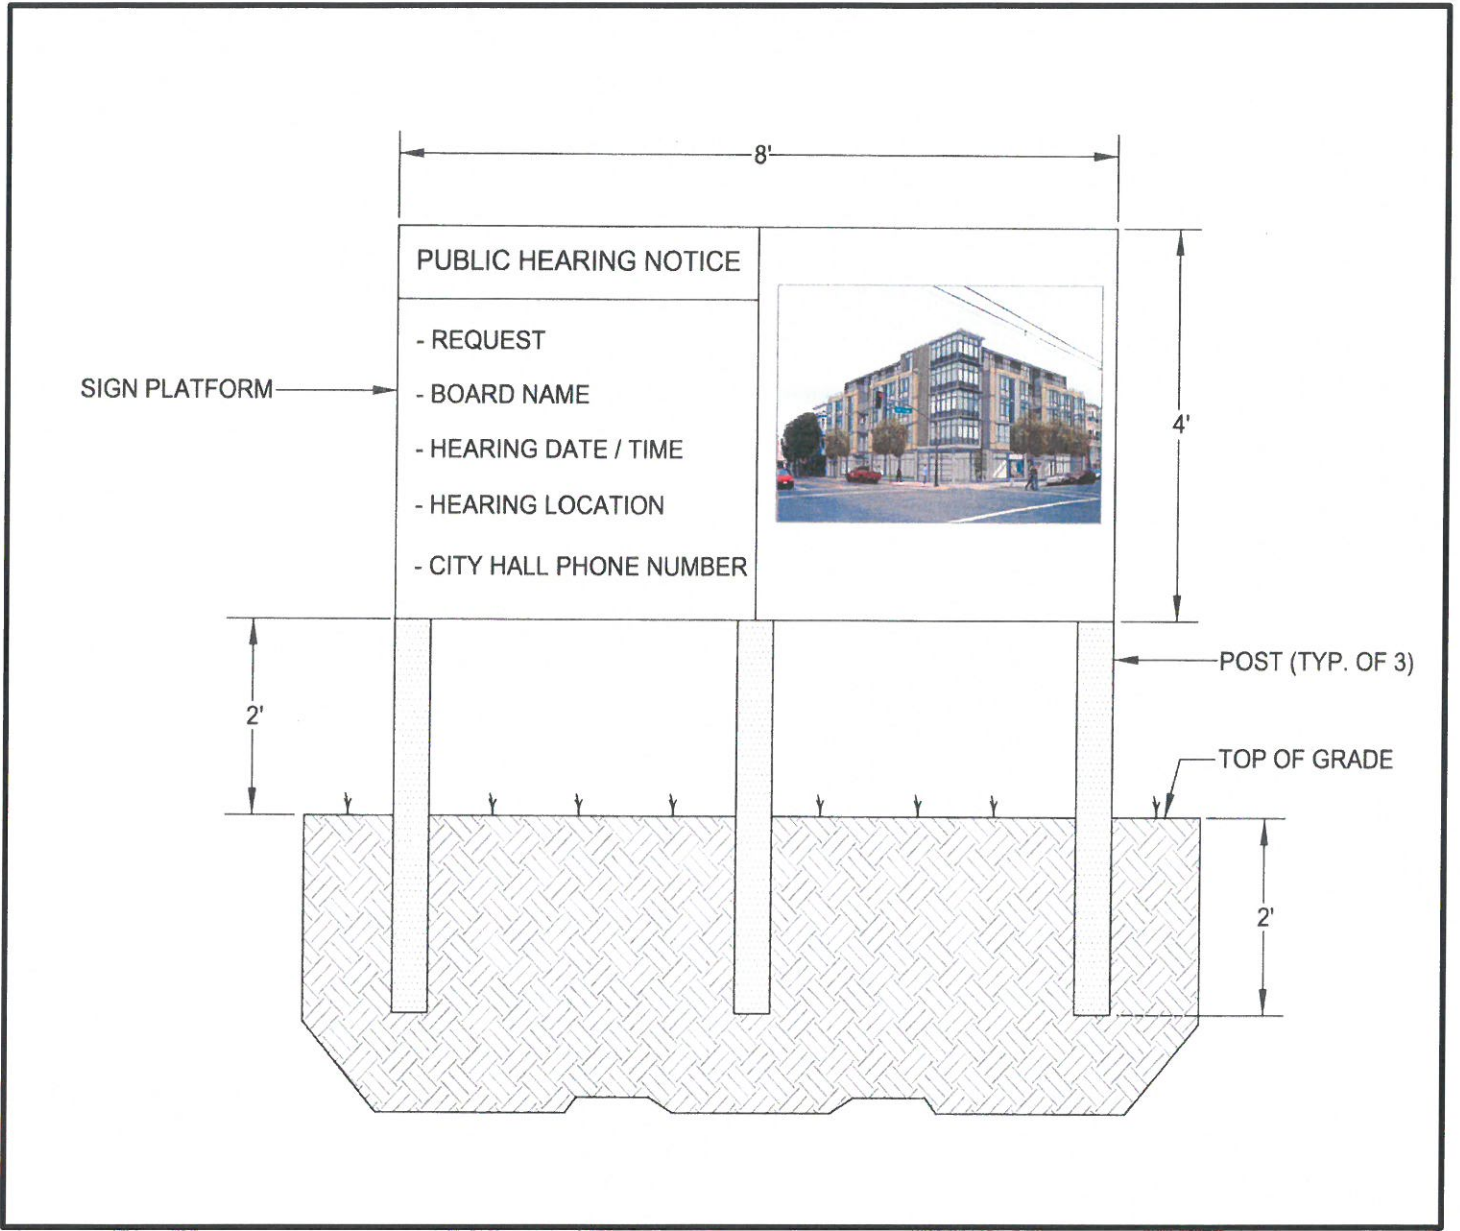 8'
PUBLIC HEARING NOTICE
- REQUEST
- BOARD NAME
- HEARING DATE / TIME
- HEARING LOCATION
- CITY HALL PHONE NUMBER
SIGN PLATFORM
4'
POST (TYP. OF 3)
2'
TOP OF GRADE
2'